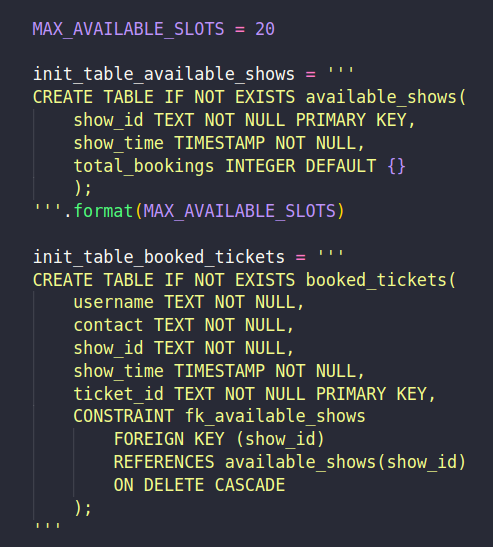 MAX_AVAILABLE_SLOTS = 20
init_table_available_shows = '''
CREATE TABLE IF NOT EXISTS available_shows(
    show_id TEXT NOT NULL PRIMARY KEY,
    show_time TIMESTAMP NOT NULL,
    total_bookings INTEGER DEFAULT {}
    );
'''.format(MAX_AVAILABLE_SLOTS)
init_table_booked_tickets = '''
CREATE TABLE IF NOT EXISTS booked_tickets(
    username TEXT NOT NULL,
    contact TEXT NOT NULL,
    show_id TEXT NOT NULL,
    show_time TIMESTAMP NOT NULL,
    ticket_id TEXT NOT NULL PRIMARY KEY,
    CONSTRAINT fk_available_shows
        FOREIGN KEY (show_id)
        REFERENCES available_shows(show_id)
        ON DELETE CASCADE
    );
'''